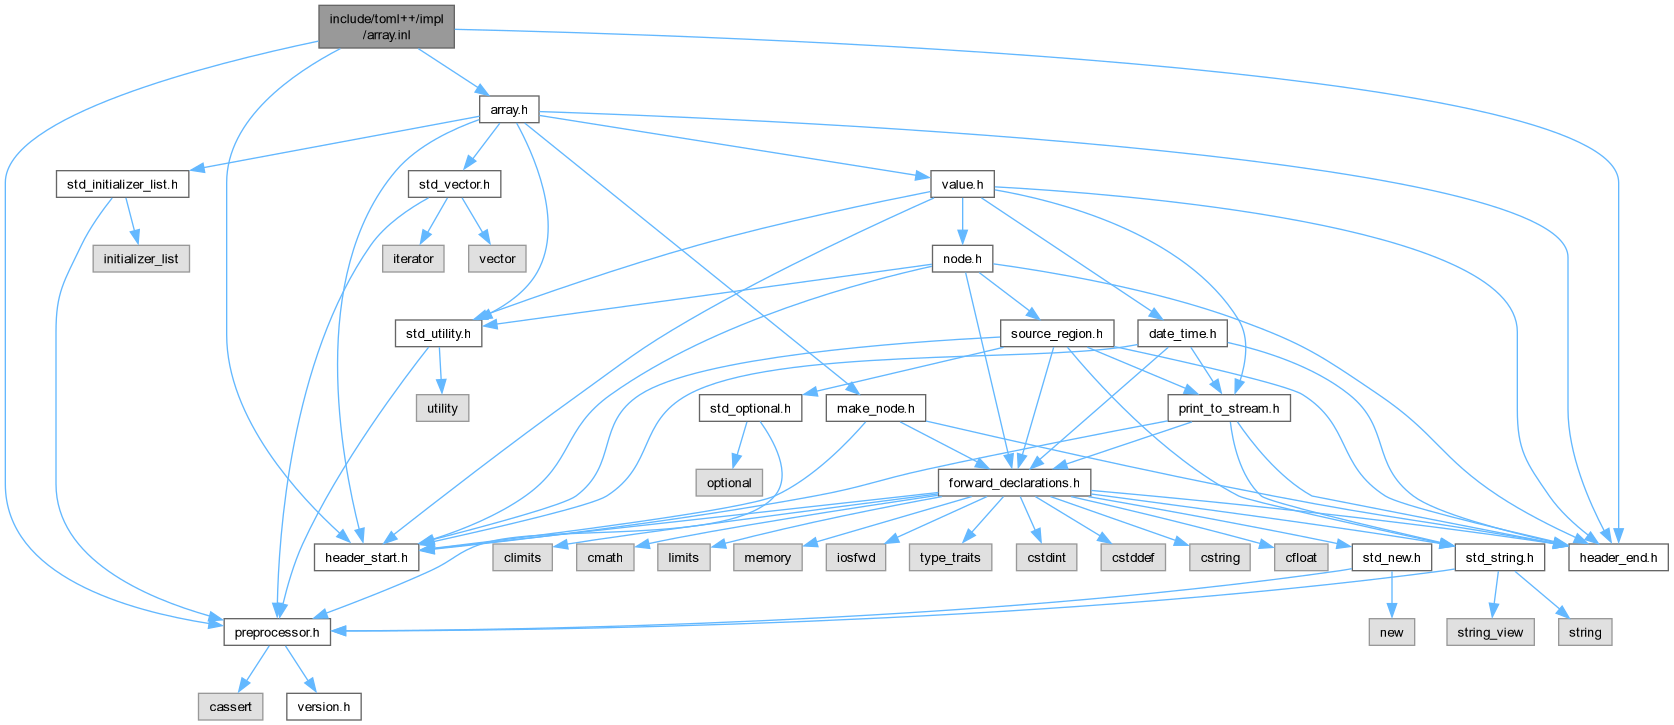 include/toml++/impl
/array.inl
array.h
std_initializer_list.h
std_vector.h
value.h
initializer_list
iterator
vector
node.h
std_utility.h
source_region.h
date_time.h
utility
std_optional.h
make_node.h
print_to_stream.h
optional
forward_declarations.h
header_start.h
climits
cmath
limits
memory
iosfwd
type_traits
cstdint
cstddef
cstring
cfloat
std_new.h
std_string.h
header_end.h
preprocessor.h
new
string_view
string
cassert
version.h